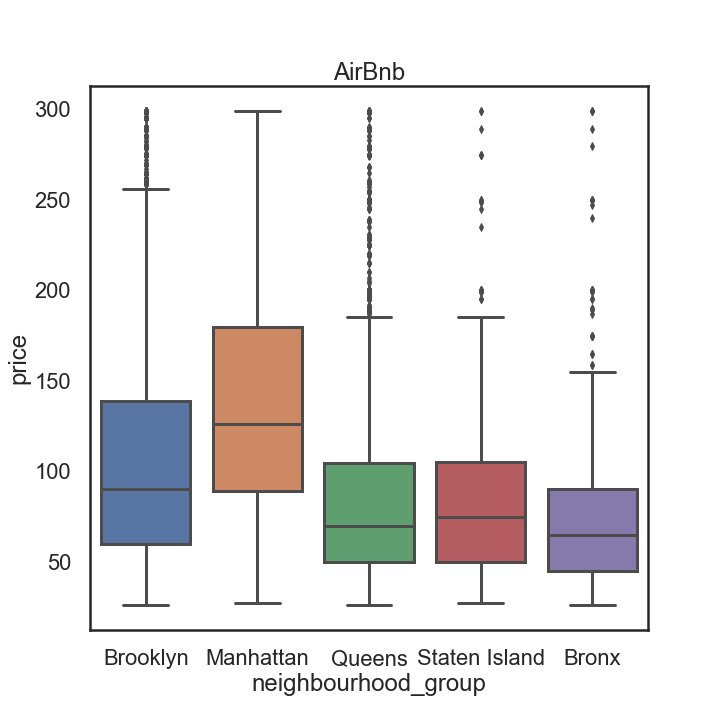 AirBnb
300
250
200
150
100
50
price
Brooklyn Manhattan Queens Staten Island Bronx
neighbourhood_group